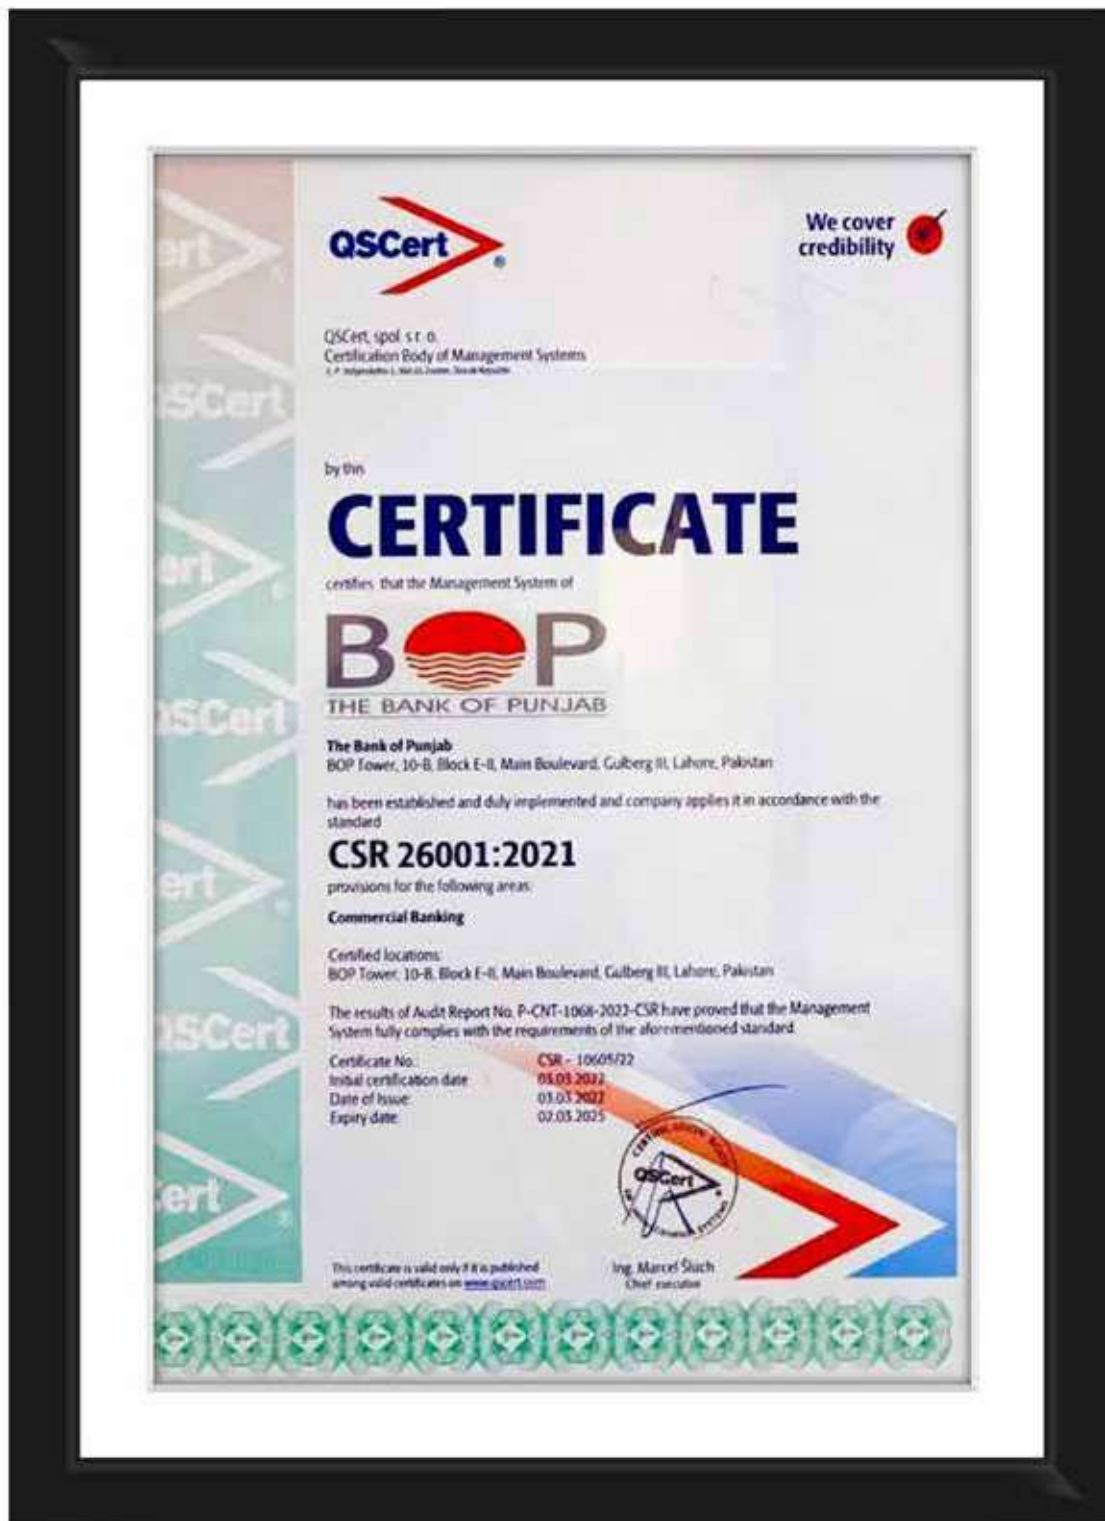 QSCert
®
We cover
credibility
QSCert, spol. s r. o.
Certification Body of Management Systems
by this
CERTIFICATE
certifies that the Management System of
BOP
THE BANK OF PUNJAB
The Bank of Punjab
BOP Tower, 10-B, Block E-II, Main Boulevard, Gulberg III, Lahore, Pakistan
has been established and duly implemented and company applies it in accordance with the
standard
CSR 26001:2021
provisions for the following areas:
Commercial Banking
Certified locations:
BOP Tower, 10-B, Block E-II, Main Boulevard, Gulberg III, Lahore, Pakistan
The results of Audit Report No. P-CNT-1068-2022-CSR have proved that the Management
System fully complies with the requirements of the aforementioned standard.
Certificate No.: CSR - 10605/22
Initial certification date 03.03.2022
Date of Issue: 03.03.2022
Expiry date: 02.03.2025
CERTIFICATION BODY
QSCert
OF MANAGEMENT SYSTEMS
This certificate is valid only if it is published
among valid certificates on www.qscert.com
Ing. Marcel Šluch
Chief executive